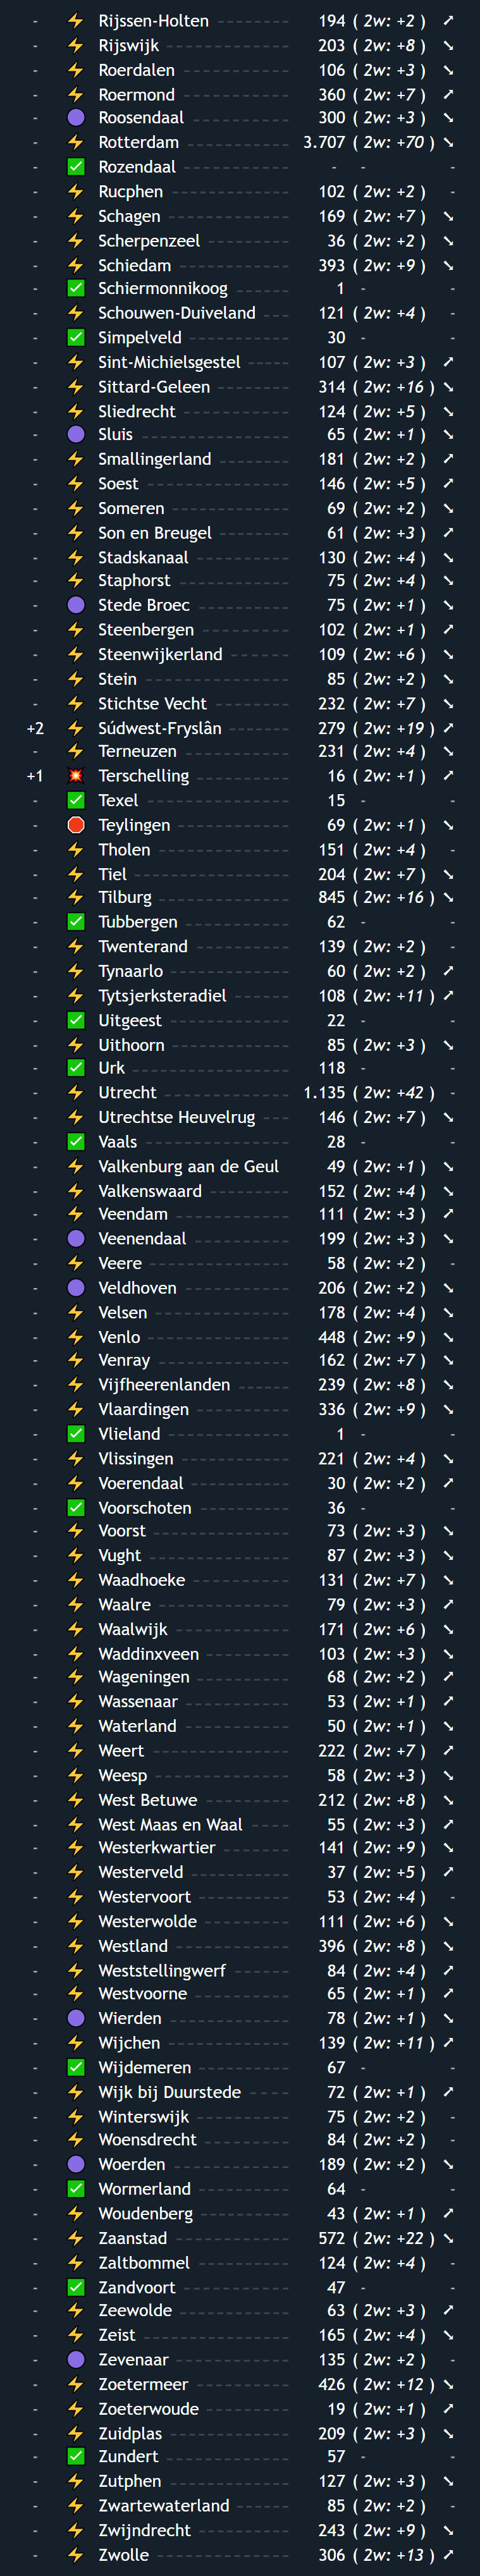 - ⚡ Rijssen-Holten 194 ( 2w: +2 ) ↗
- ⚡ Rijswijk 203 ( 2w: +8 ) ↘
- ⚡ Roerdalen 106 ( 2w: +3 ) ↘
- ⚡ Roermond 360 ( 2w: +7 ) ↗
- 🟣 Roosendaal 300 ( 2w: +3 ) ↘
- ⚡ Rotterdam 3.707 ( 2w: +70 ) ↘
- ✅ Rozendaal - - -
- ⚡ Rucphen 102 ( 2w: +2 ) -
- ⚡ Schagen 169 ( 2w: +7 ) ↘
- ⚡ Scherpenzeel 36 ( 2w: +2 ) ↘
- ⚡ Schiedam 393 ( 2w: +9 ) ↘
- ✅ Schiermonnikoog 1 - -
- ⚡ Schouwen-Duiveland 121 ( 2w: +4 ) -
- ✅ Simpelveld 30 - -
- ⚡ Sint-Michielsgestel 107 ( 2w: +3 ) ↗
- ⚡ Sittard-Geleen 314 ( 2w: +16 ) ↘
- ⚡ Sliedrecht 124 ( 2w: +5 ) ↘
- 🟣 Sluis 65 ( 2w: +1 ) ↘
- ⚡ Smallingerland 181 ( 2w: +2 ) ↗
- ⚡ Soest 146 ( 2w: +5 ) ↗
- ⚡ Someren 69 ( 2w: +2 ) ↘
- ⚡ Son en Breugel 61 ( 2w: +3 ) ↗
- ⚡ Stadskanaal 130 ( 2w: +4 ) ↘
- ⚡ Staphorst 75 ( 2w: +4 ) ↘
- 🟣 Stede Broec 75 ( 2w: +1 ) ↘
- ⚡ Steenbergen 102 ( 2w: +1 ) ↗
- ⚡ Steenwijkerland 109 ( 2w: +6 ) ↘
- ⚡ Stein 85 ( 2w: +2 ) ↘
- ⚡ Stichtse Vecht 232 ( 2w: +7 ) ↘
+2 ⚡ Súdwest-Fryslân 279 ( 2w: +19 ) ↗
- ⚡ Terneuzen 231 ( 2w: +4 ) ↘
+1 💥 Terschelling 16 ( 2w: +1 ) ↗
- ✅ Texel 15 - -
- 🛑 Teylingen 69 ( 2w: +1 ) ↘
- ⚡ Tholen 151 ( 2w: +4 ) -
- ⚡ Tiel 204 ( 2w: +7 ) ↘
- ⚡ Tilburg 845 ( 2w: +16 ) ↘
- ✅ Tubbergen 62 - -
- ⚡ Twenterand 139 ( 2w: +2 ) -
- ⚡ Tynaarlo 60 ( 2w: +2 ) ↗
- ⚡ Tytsjerksteradiel 108 ( 2w: +11 ) ↗
- ✅ Uitgeest 22 - -
- ⚡ Uithoorn 85 ( 2w: +3 ) ↘
- ✅ Urk 118 - -
- ⚡ Utrecht 1.135 ( 2w: +42 ) -
- ⚡ Utrechtse Heuvelrug 146 ( 2w: +7 ) ↘
- ✅ Vaals 28 - -
- ⚡ Valkenburg aan de Geul 49 ( 2w: +1 ) ↘
- ⚡ Valkenswaard 152 ( 2w: +4 ) ↘
- ⚡ Veendam 111 ( 2w: +3 ) ↗
- 🟣 Veenendaal 199 ( 2w: +3 ) ↘
- ⚡ Veere 58 ( 2w: +2 ) -
- 🟣 Veldhoven 206 ( 2w: +2 ) ↘
- ⚡ Velsen 178 ( 2w: +4 ) ↘
- ⚡ Venlo 448 ( 2w: +9 ) ↘
- ⚡ Venray 162 ( 2w: +7 ) ↘
- ⚡ Vijfheerenlanden 239 ( 2w: +8 ) ↘
- ⚡ Vlaardingen 336 ( 2w: +9 ) ↘
- ✅ Vlieland 1 - -
- ⚡ Vlissingen 221 ( 2w: +4 ) ↘
- ⚡ Voerendaal 30 ( 2w: +2 ) ↗
- ✅ Voorschoten 36 - -
- ⚡ Voorst 73 ( 2w: +3 ) ↘
- ⚡ Vught 87 ( 2w: +3 ) ↘
- ⚡ Waadhoeke 131 ( 2w: +7 ) ↘
- ⚡ Waalre 79 ( 2w: +3 ) ↗
- ⚡ Waalwijk 171 ( 2w: +6 ) ↘
- ⚡ Waddinxveen 103 ( 2w: +3 ) ↘
- ⚡ Wageningen 68 ( 2w: +2 ) ↗
- ⚡ Wassenaar 53 ( 2w: +1 ) ↗
- ⚡ Waterland 50 ( 2w: +1 ) ↘
- ⚡ Weert 222 ( 2w: +7 ) ↗
- ⚡ Weesp 58 ( 2w: +3 ) ↘
- ⚡ West Betuwe 212 ( 2w: +8 ) ↘
- ⚡ West Maas en Waal 55 ( 2w: +3 ) ↗
- ⚡ Westerkwartier 141 ( 2w: +9 ) ↘
- ⚡ Westerveld 37 ( 2w: +5 ) ↗
- ⚡ Westervoort 53 ( 2w: +4 ) -
- ⚡ Westerwolde 111 ( 2w: +6 ) ↘
- ⚡ Westland 396 ( 2w: +8 ) ↘
- ⚡ Weststellingwerf 84 ( 2w: +4 ) ↗
- ⚡ Westvoorne 65 ( 2w: +1 ) ↗
- 🟣 Wierden 78 ( 2w: +1 ) ↘
- ⚡ Wijchen 139 ( 2w: +11 ) ↗
- ✅ Wijdemeren 67 - -
- ⚡ Wijk bij Duurstede 72 ( 2w: +1 ) ↗
- ⚡ Winterswijk 75 ( 2w: +2 ) -
- ⚡ Woensdrecht 84 ( 2w: +2 ) -
- 🟣 Woerden 189 ( 2w: +2 ) ↘
- ✅ Wormerland 64 - -
- ⚡ Woudenberg 43 ( 2w: +1 ) ↗
- ⚡ Zaanstad 572 ( 2w: +22 ) ↘
- ⚡ Zaltbommel 124 ( 2w: +4 ) -
- ✅ Zandvoort 47 - -
- ⚡ Zeewolde 63 ( 2w: +3 ) ↗
- ⚡ Zeist 165 ( 2w: +4 ) ↘
- 🟣 Zevenaar 135 ( 2w: +2 ) -
- ⚡ Zoetermeer 426 ( 2w: +12 ) ↘
- ⚡ Zoeterwoude 19 ( 2w: +1 ) ↗
- ⚡ Zuidplas 209 ( 2w: +3 ) ↘
- ✅ Zundert 57 - -
- ⚡ Zutphen 127 ( 2w: +3 ) ↘
- ⚡ Zwartewaterland 85 ( 2w: +2 ) -
- ⚡ Zwijndrecht 243 ( 2w: +9 ) ↘
- ⚡ Zwolle 306 ( 2w: +13 ) ↗